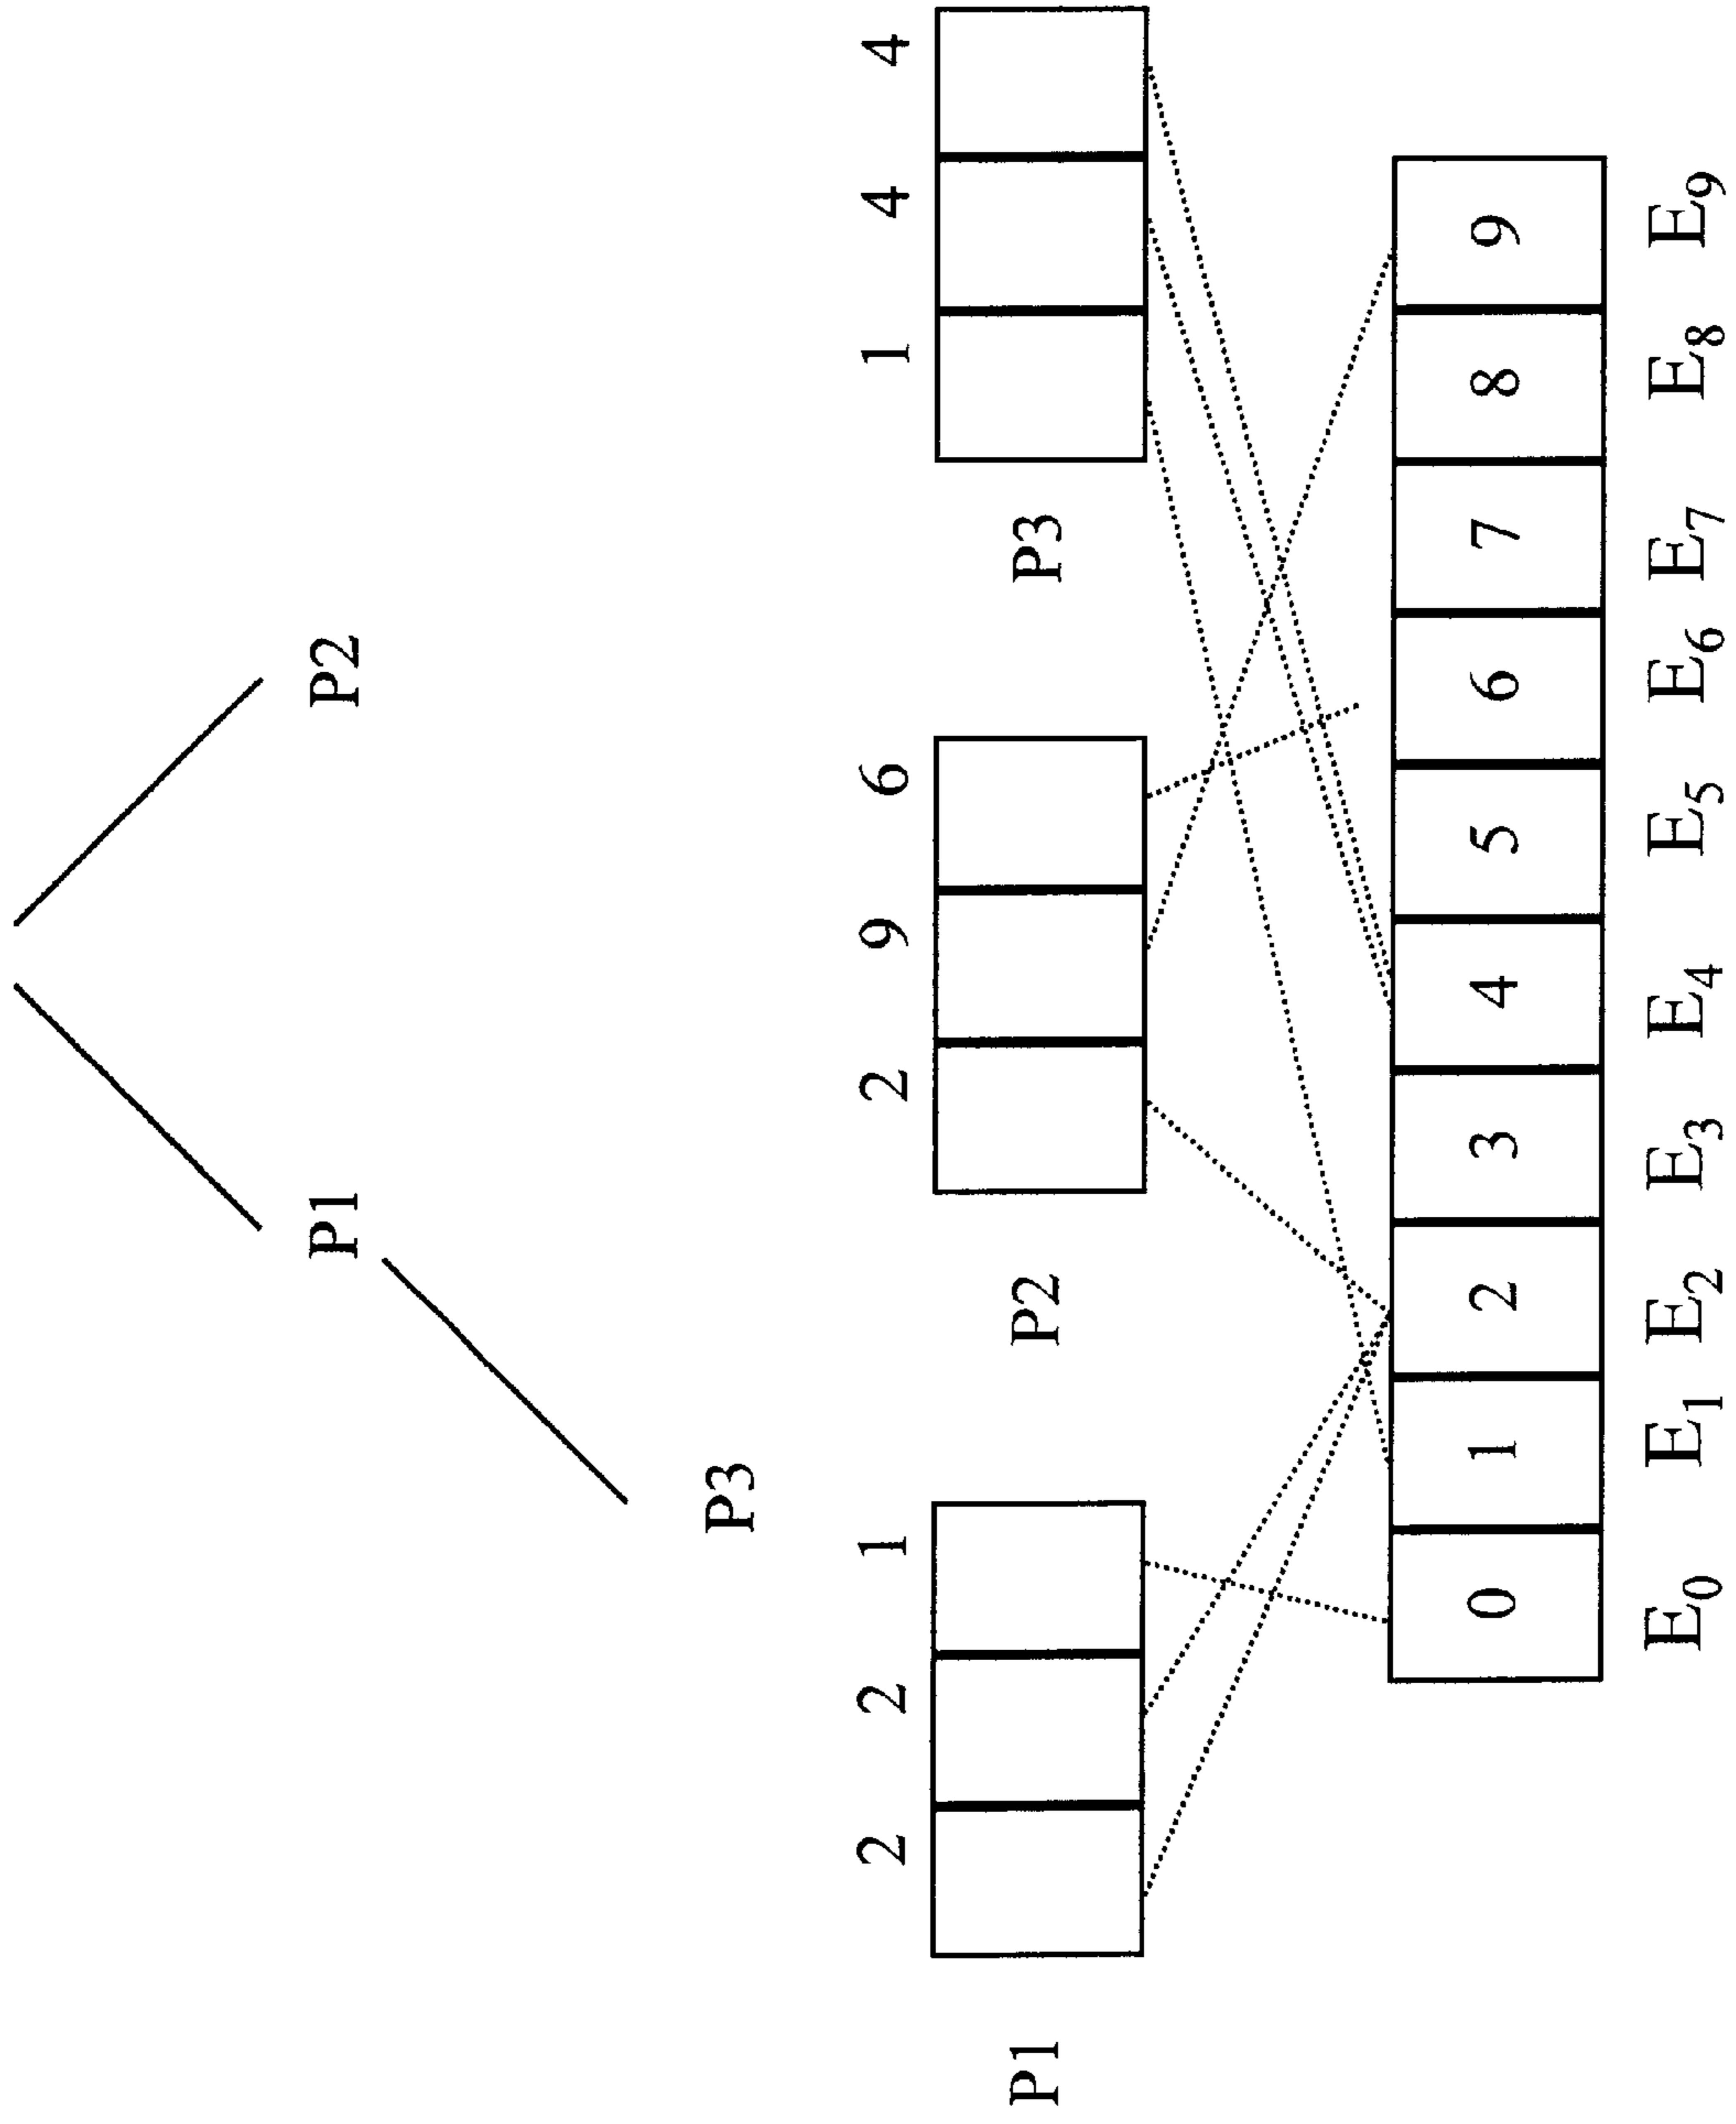 P1 P2
P3
2 2 1 2 9 6 1 4 4
P1 P2 P3
0 1 2 3 4 5 6 7 8 9
E₀ E₁ E₂ E₃ E₄ E₅ E₆ E₇ E₈ E₉